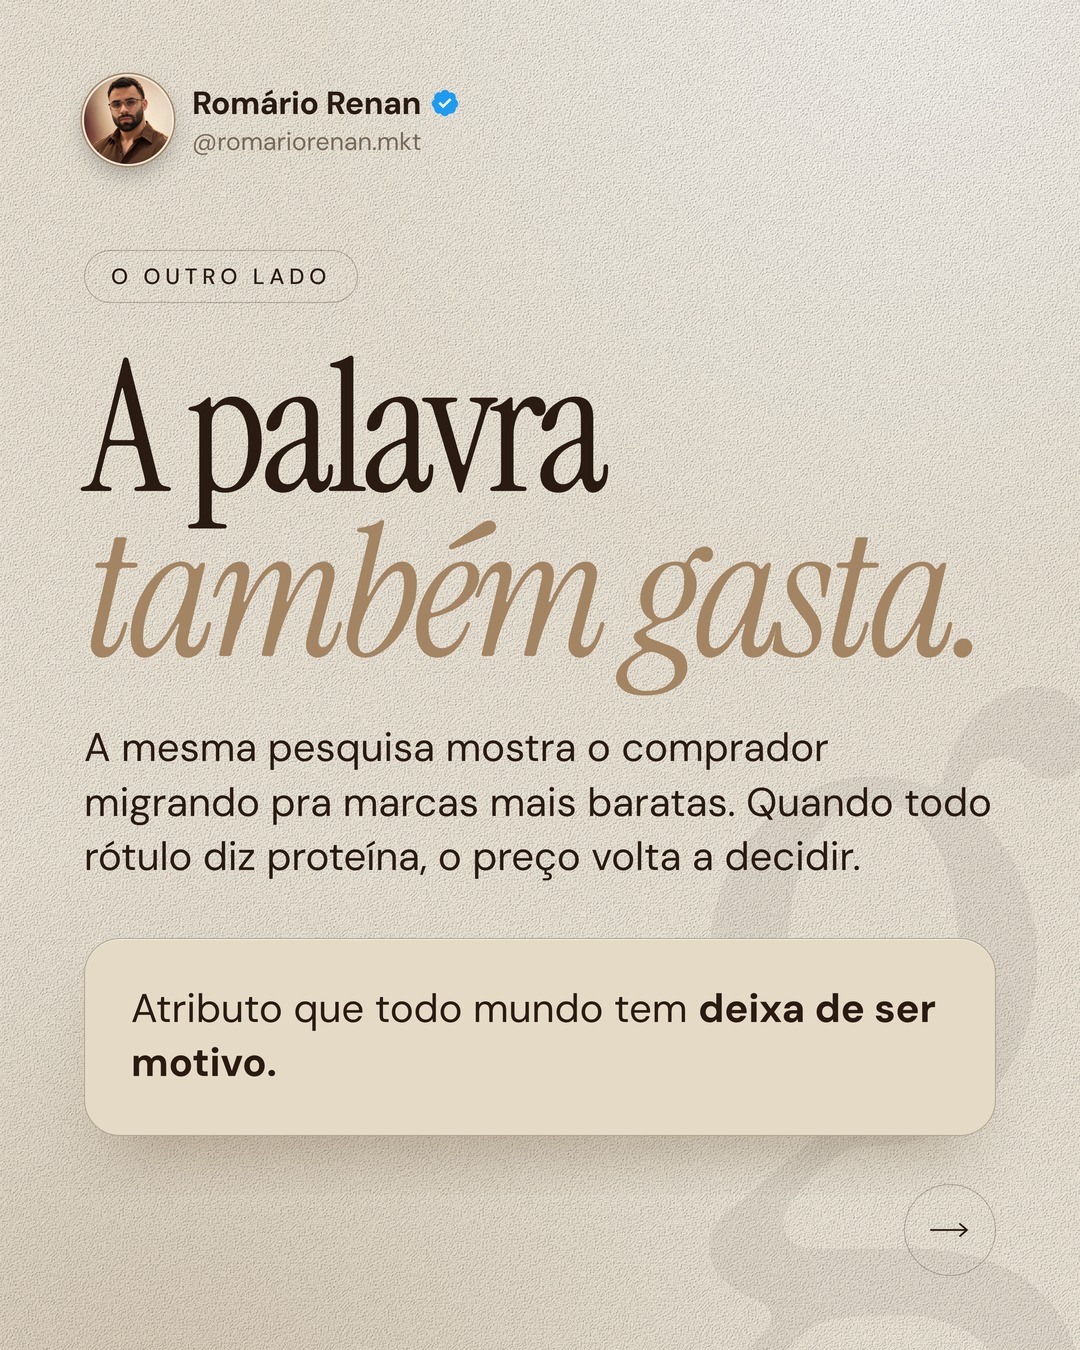 Romário Renan
@romariorenan.mkt
O OUTRO LADO
A palavra
também gasta.
A mesma pesquisa mostra o comprador
migrando pra marcas mais baratas. Quando todo
rótulo diz proteína, o preço volta a decidir.
Atributo que todo mundo tem deixa de ser
motivo.